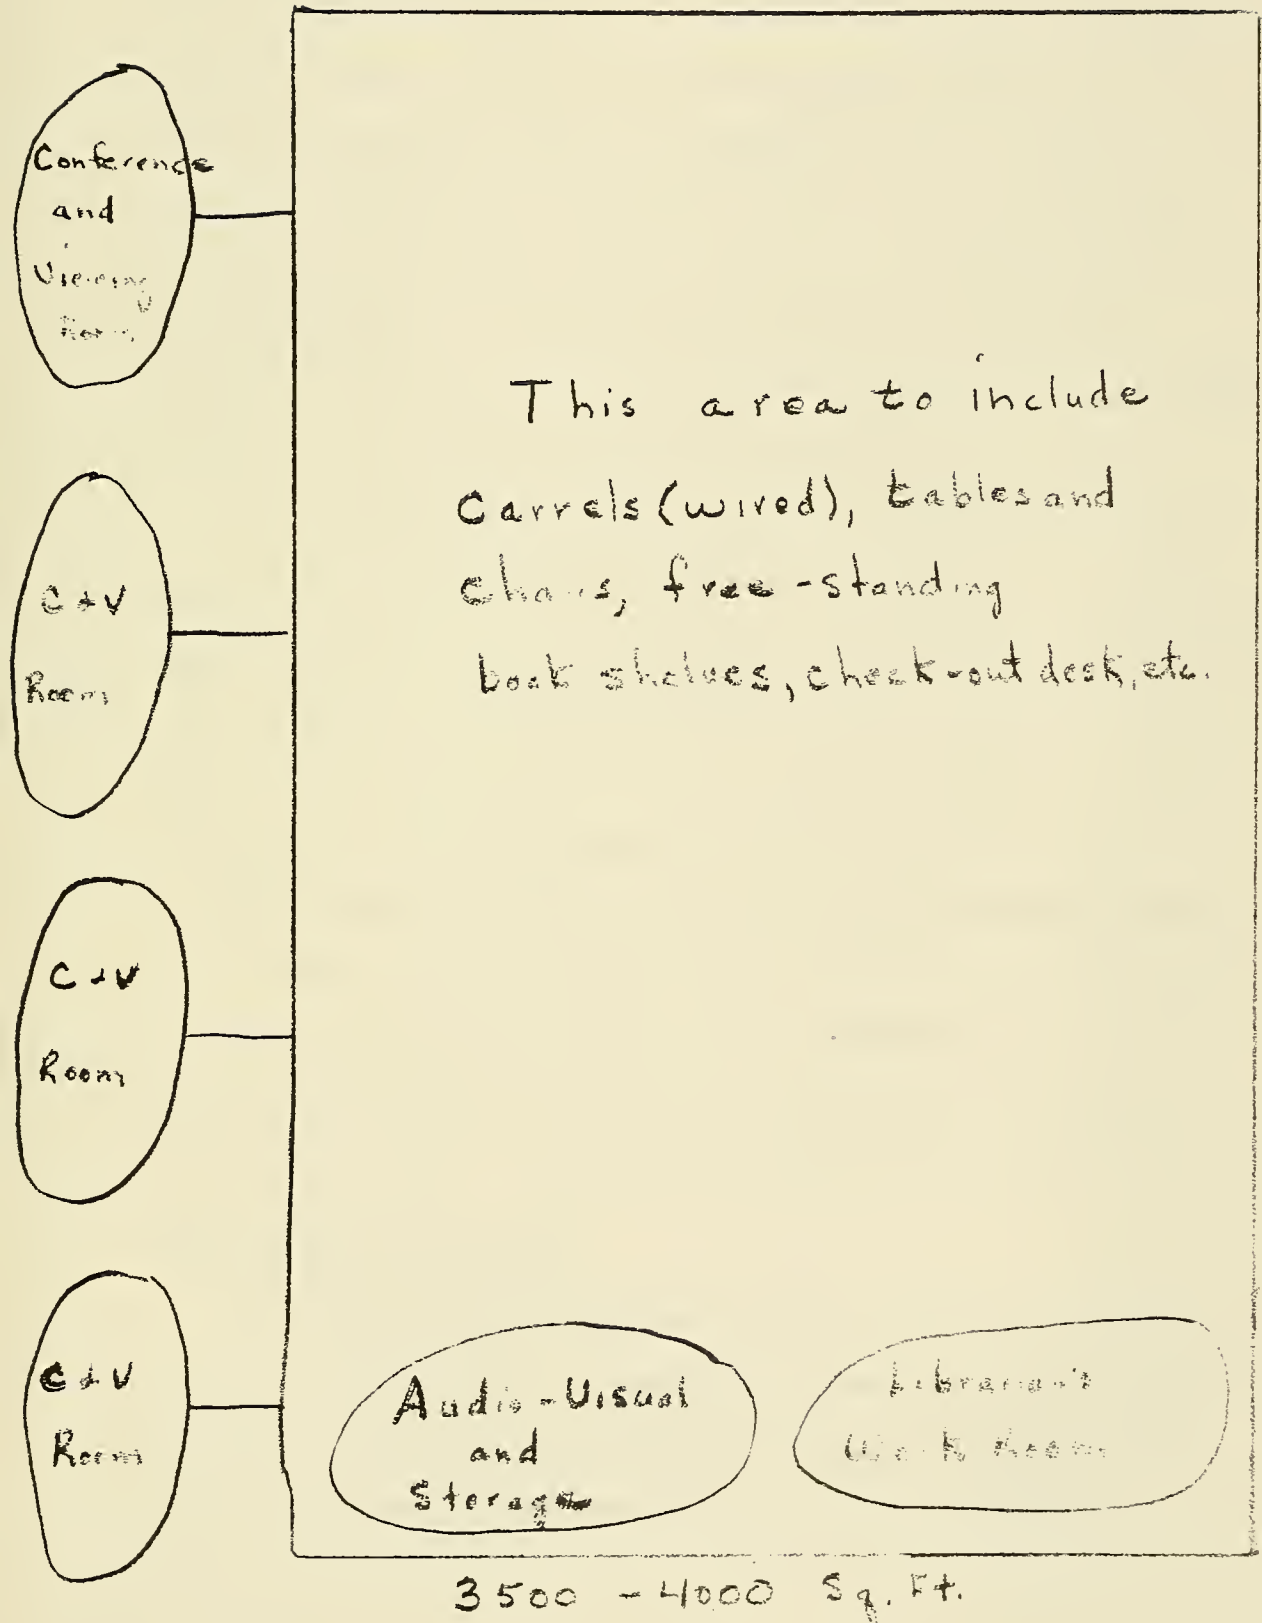 Conference
and
Viewing
Room
This area to include
Carrels (wired), tables and
chairs, free-standing
book shelves, check-out desk, etc.
C + V
Room
C + V
Room
C + V
Room
Audio-Visual
and
Storage
Librarian's
Work Room
3500 - 4000 Sq. Ft.